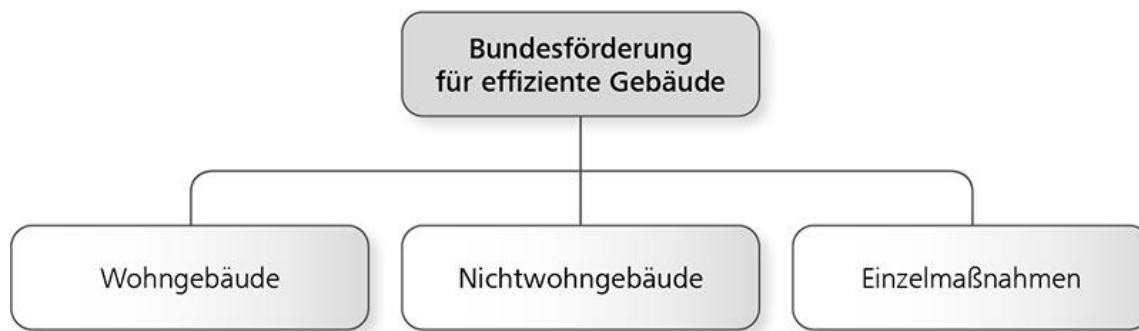 Bundesförderung
für effiziente Gebäude
Wohngebäude
Nichtwohngebäude
Einzelmaßnahmen